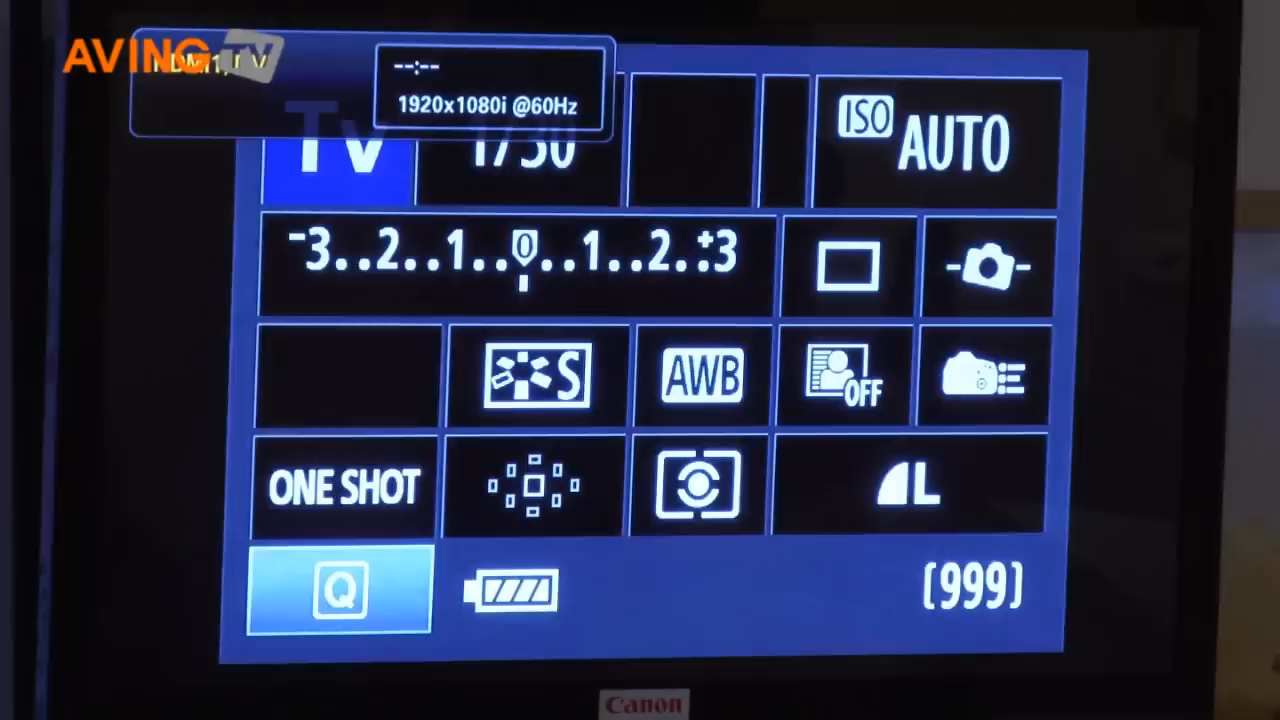 AVING TV
--:--
1920x1080i @60Hz
Tv 1/30
ISO AUTO
-3..2..1..0..1..2.:+3
S
AWB
OFF
ONE SHOT
L
Q
[999]
Canon